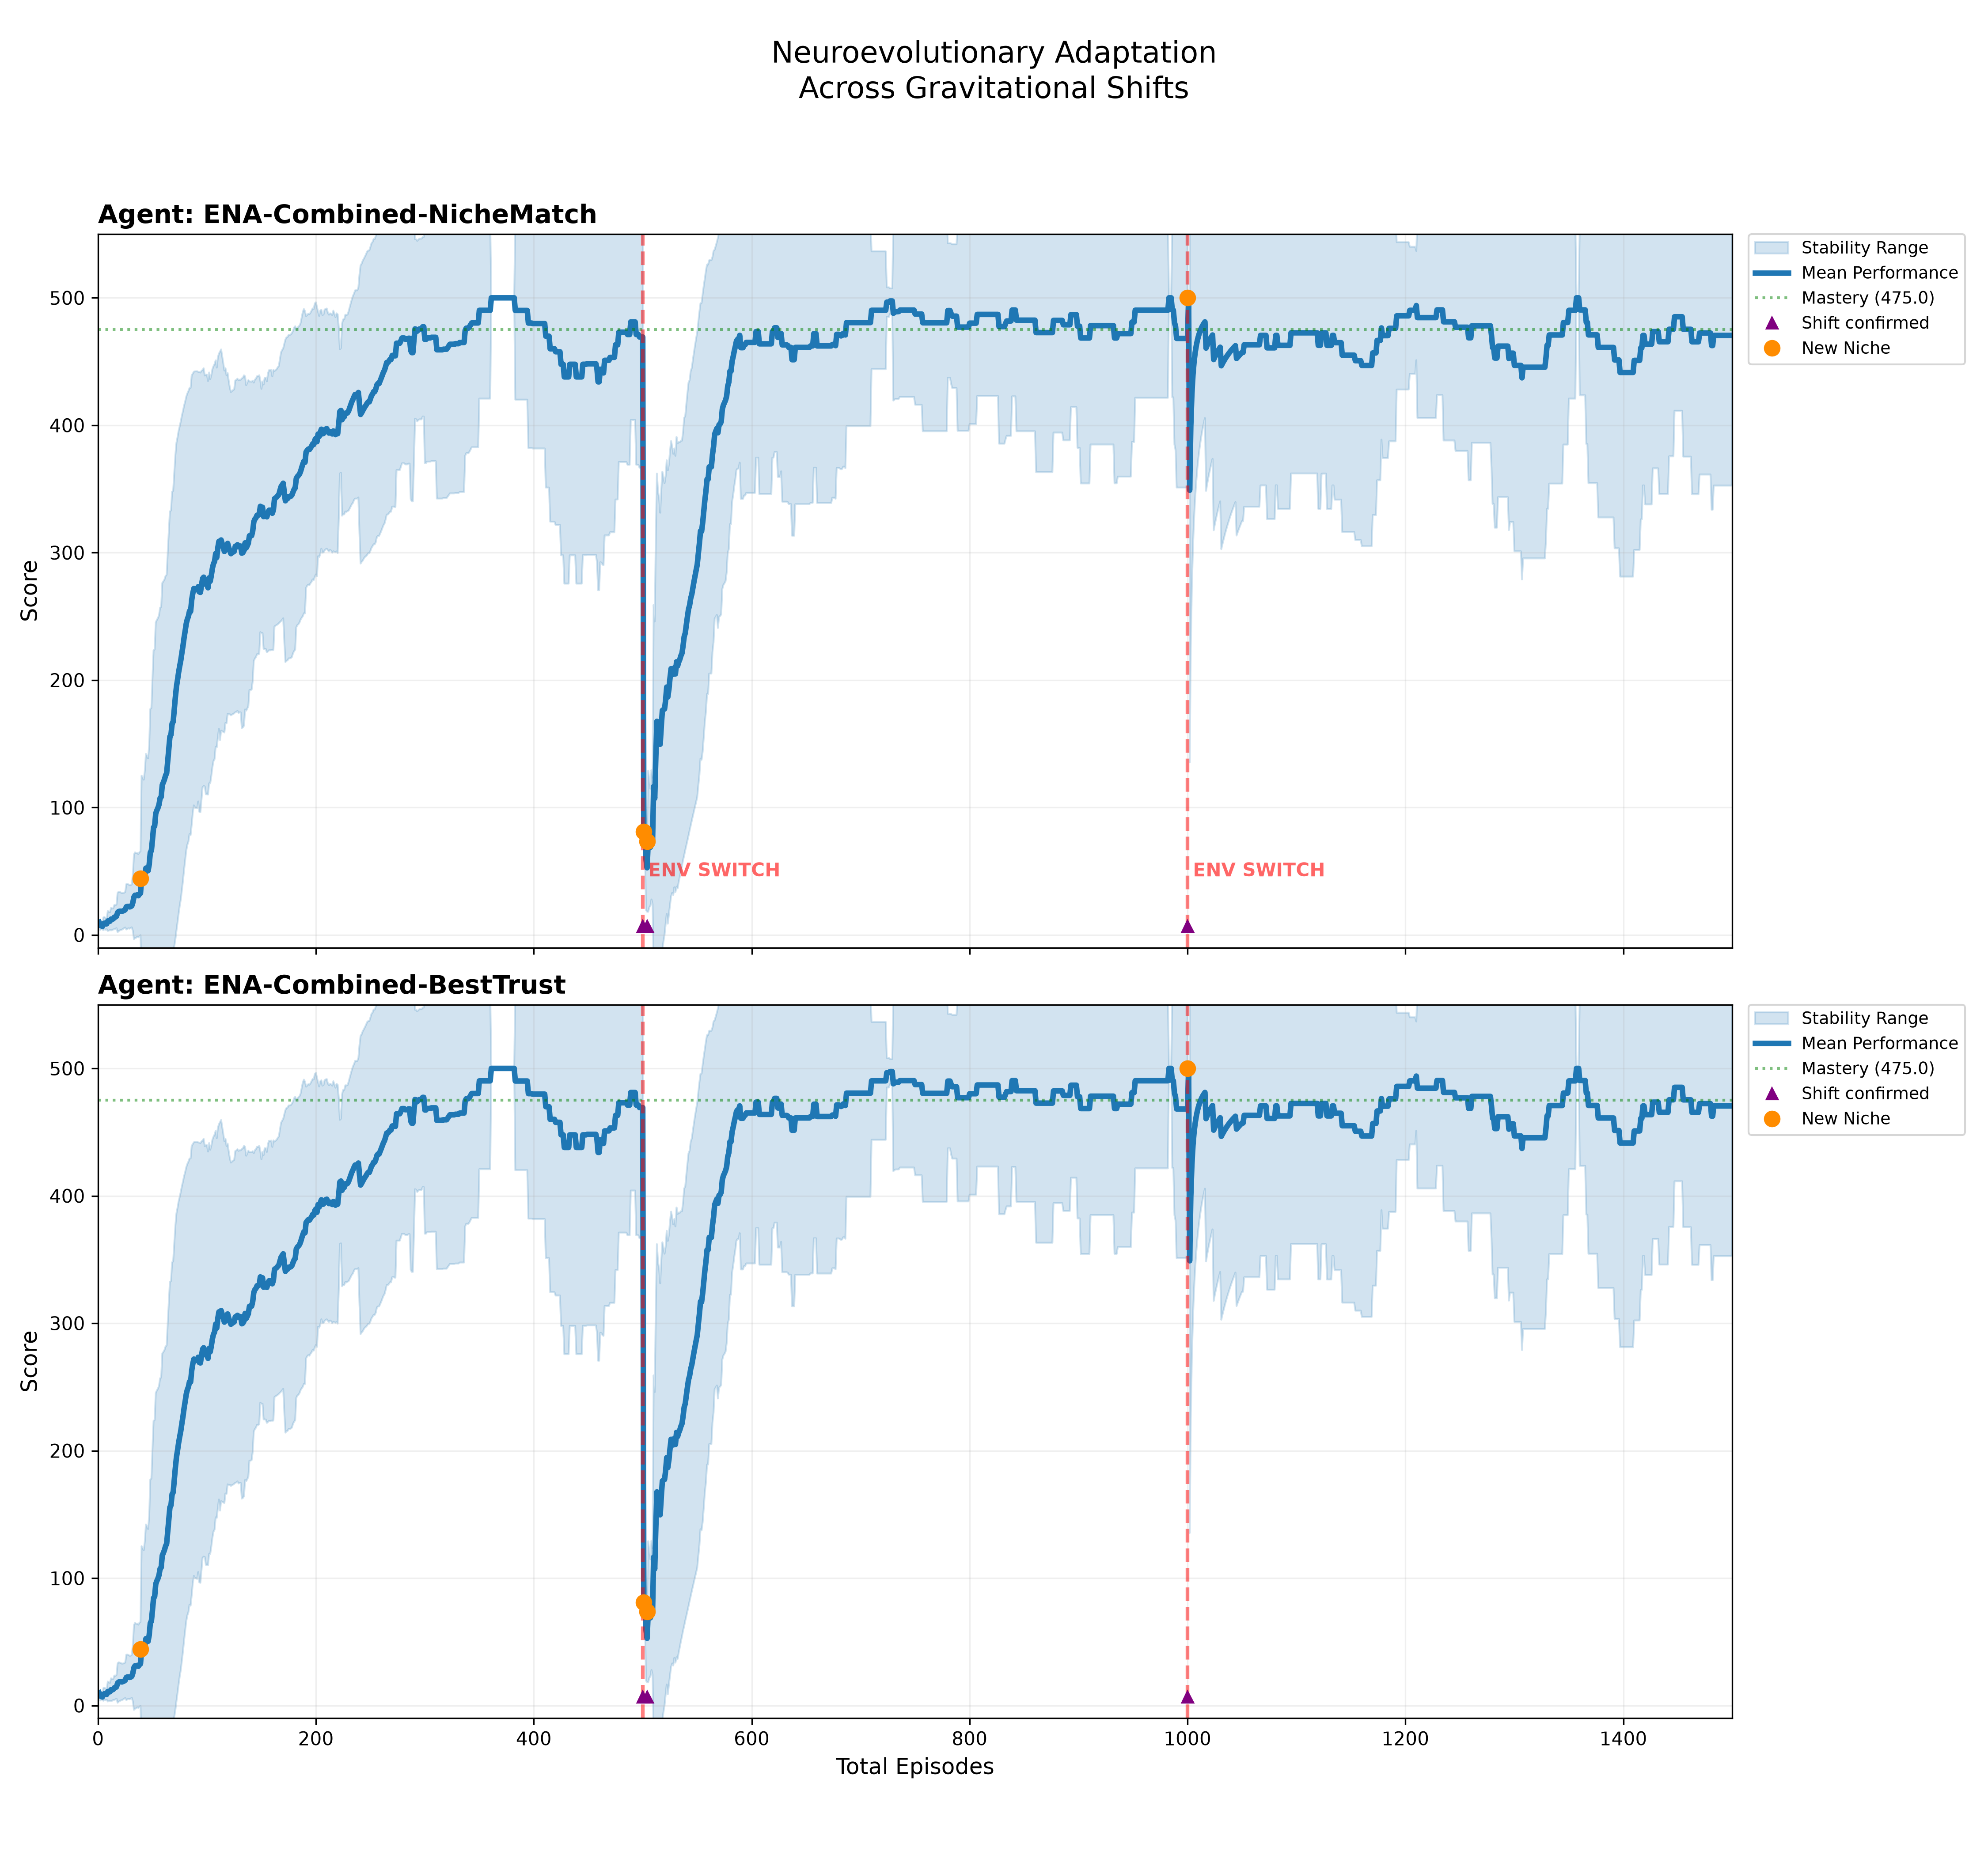 Neuroevolutionary Adaptation
Across Gravitational Shifts
Agent: ENA-Combined-NicheMatch
500
400
300
200
100
0
Score
ENV SWITCH
ENV SWITCH
Stability Range
Mean Performance
Mastery (475.0)
Shift confirmed
New Niche
Agent: ENA-Combined-BestTrust
500
400
300
200
100
0
Score
Stability Range
Mean Performance
Mastery (475.0)
Shift confirmed
New Niche
0
200
400
600
800
1000
1200
1400
Total Episodes